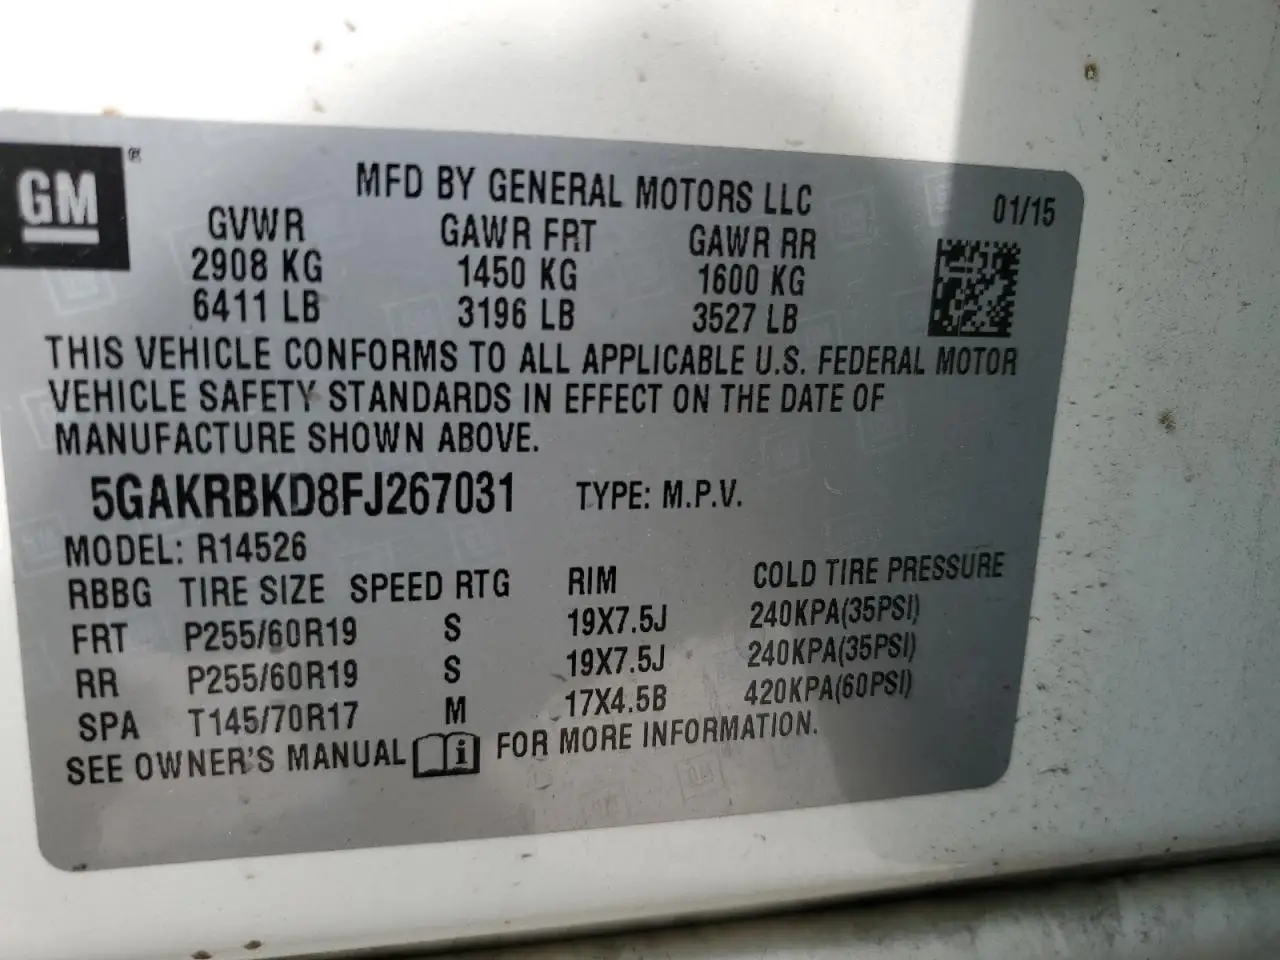 GM®
MFD BY GENERAL MOTORS LLC 01/15
GVWR GAWR FRT GAWR RR
2908 KG 1450 KG 1600 KG
6411 LB 3196 LB 3527 LB
THIS VEHICLE CONFORMS TO ALL APPLICABLE U.S. FEDERAL MOTOR
VEHICLE SAFETY STANDARDS IN EFFECT ON THE DATE OF
MANUFACTURE SHOWN ABOVE.
5GAKRBKD8FJ267031 TYPE: M.P.V.
MODEL: R14526
RBBG TIRE SIZE SPEED RTG RIM COLD TIRE PRESSURE
FRT P255/60R19 S 19X7.5J 240KPA(35PSI)
RR P255/60R19 S 19X7.5J 240KPA(35PSI)
SPA T145/70R17 M 17X4.5B 420KPA(60PSI)
SEE OWNER'S MANUAL i FOR MORE INFORMATION.